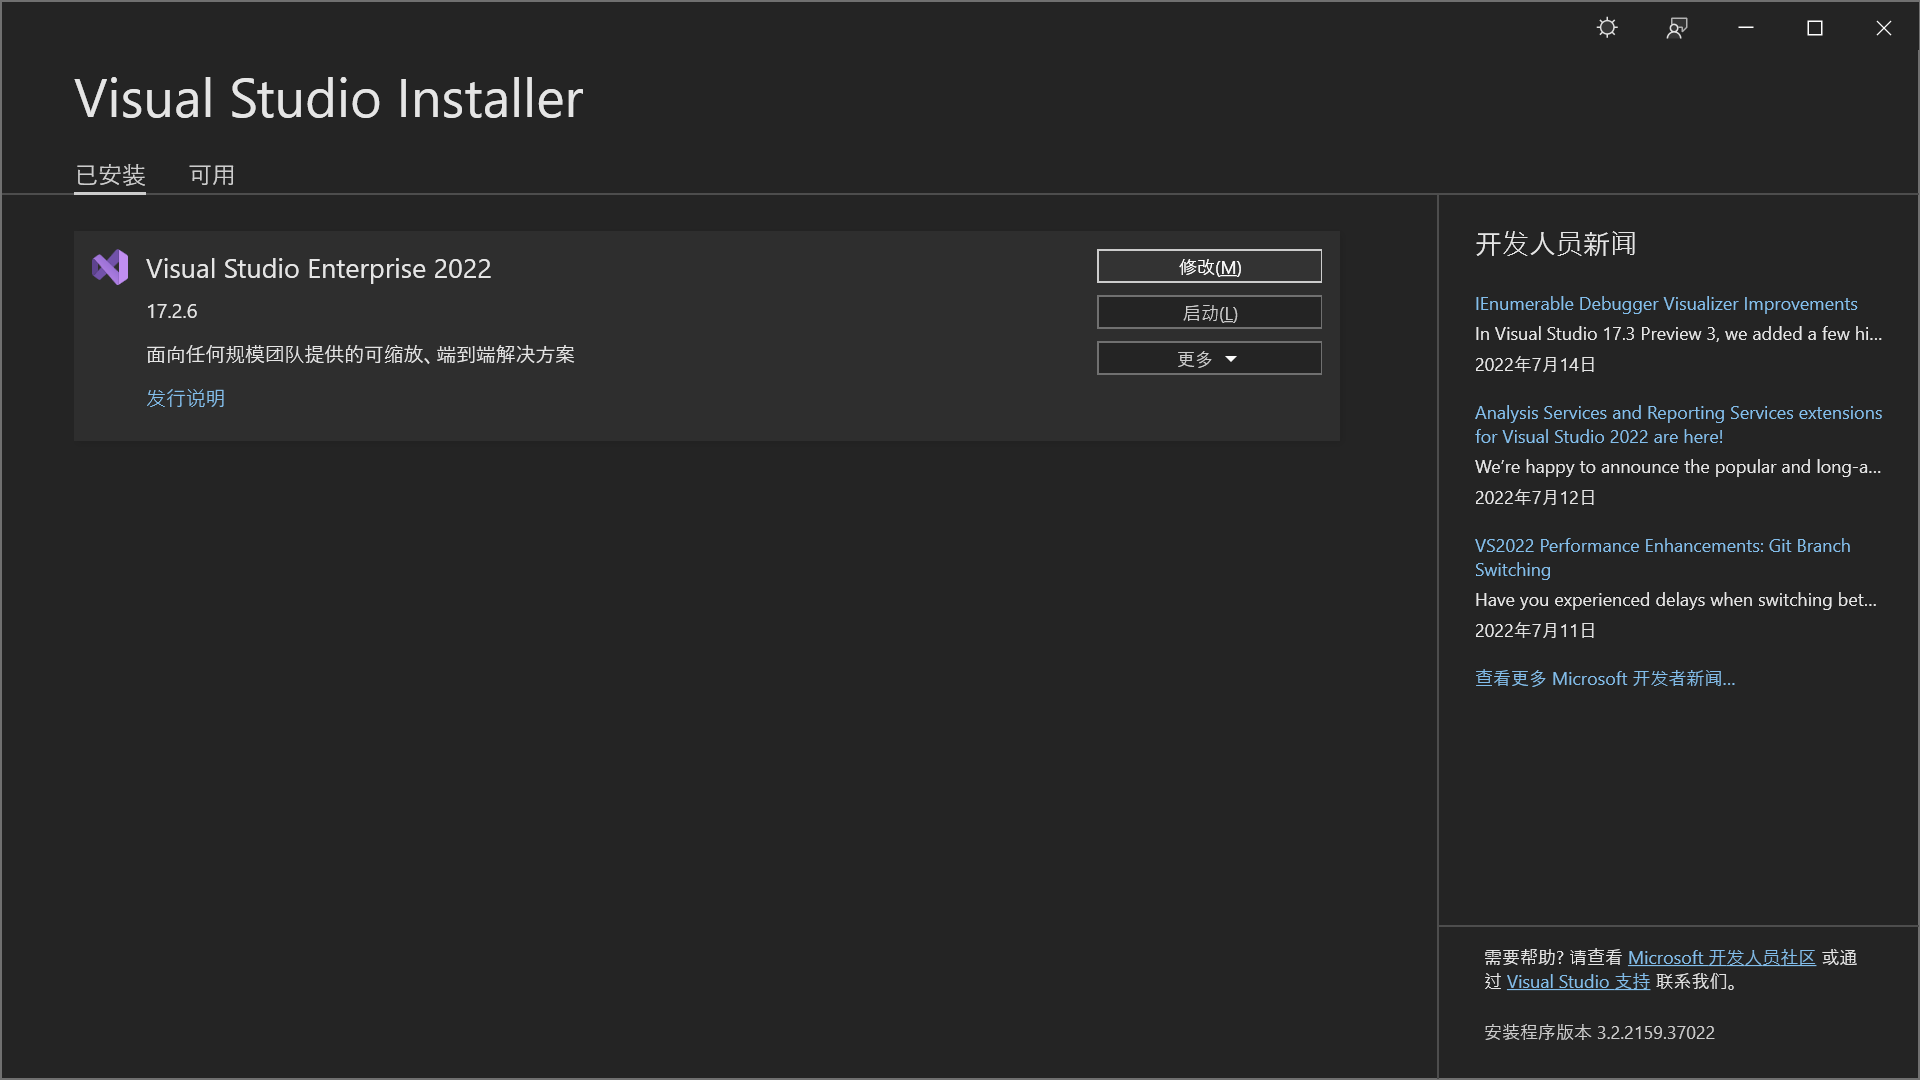 Visual Studio Installer
已安装
可用
Visual Studio Enterprise 2022
17.2.6
面向任何规模团队提供的可缩放、端到端解决方案
发行说明
修改(M)
启动(L)
更多
开发人员新闻
IEnumerable Debugger Visualizer Improvements
In Visual Studio 17.3 Preview 3, we added a few hi...
2022年7月14日
Analysis Services and Reporting Services extensions
for Visual Studio 2022 are here!
We’re happy to announce the popular and long-a...
2022年7月12日
VS2022 Performance Enhancements: Git Branch
Switching
Have you experienced delays when switching bet...
2022年7月11日
查看更多 Microsoft 开发者新闻...
需要帮助? 请查看 Microsoft 开发人员社区 或通
过 Visual Studio 支持 联系我们。
安装程序版本 3.2.2159.37022